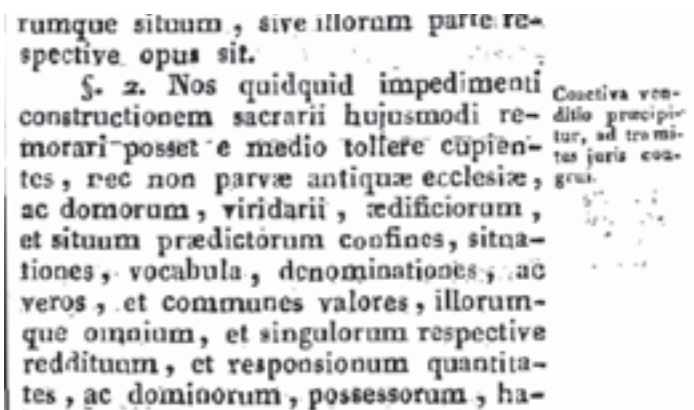 rumque situum, sive illorum parte re-
spective opus sit.
§. 2. Nos quidquid impedimenti
constructionem sacrarii hujusmodi re-
morari posset e medio tollere cupien-
tes, nec non parvæ antiquæ ecclesiæ,
ac domorum, viridarii, ædificiorum,
et situum prædictorum confines, situa-
tiones, vocabula, denominationes, ac
veros, et communes valores, illorum-
que omnium, et singulorum respective
reddituum, et responsionum quantita-
tes, ac dominorum, possessorum, ha-
Coactiva ven-
ditio præcipi-
tur, ad trami-
tes juris con-
grui.